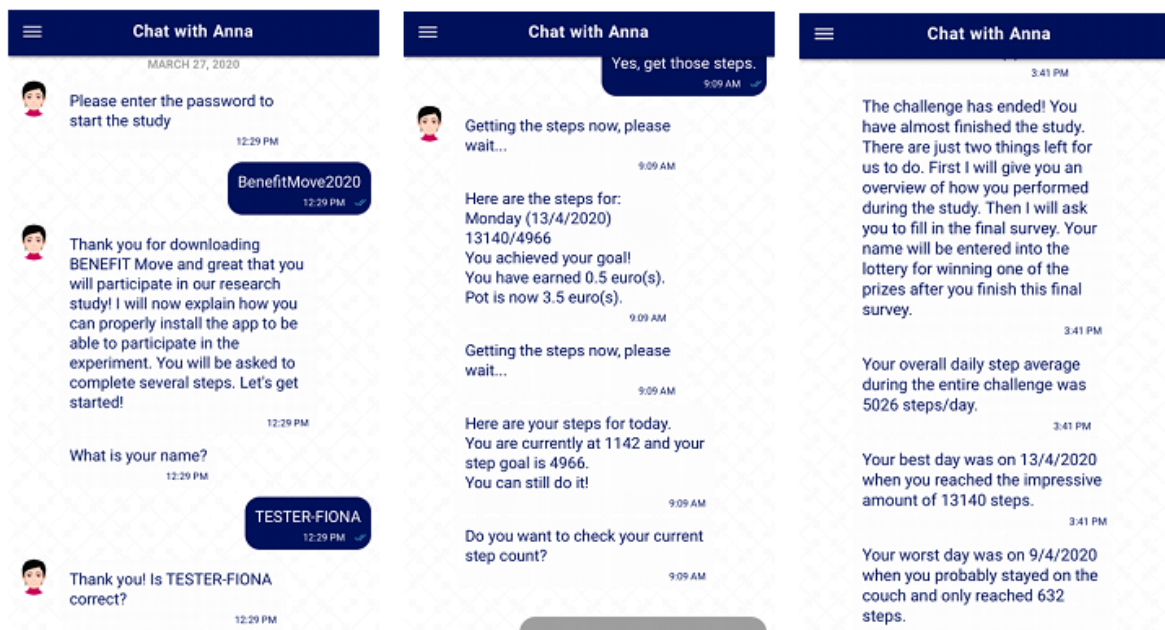 Chat with Anna
MARCH 27, 2020
Please enter the password to
start the study
12:29 PM
BenefitMove2020
12:29 PM
Thank you for downloading
BENEFIT Move and great that you
will participate in our research
study! I will now explain how you
can properly install the app to be
able to participate in the
experiment. You will be asked to
complete several steps. Let's get
started!
12:29 PM
What is your name?
12:29 PM
TESTER-FIONA
12:29 PM
Thank you! Is TESTER-FIONA
correct?
12:29 PM
Chat with Anna
Yes, get those steps.
9:09 AM
Getting the steps now, please
wait...
9:09 AM
Here are the steps for:
Monday (13/4/2020)
13140/4966
You achieved your goal!
You have earned 0.5 euro(s).
Pot is now 3.5 euro(s).
9:09 AM
Getting the steps now, please
wait...
9:09 AM
Here are your steps for today.
You are currently at 1142 and your
step goal is 4966.
You can still do it!
9:09 AM
Do you want to check your current
step count?
9:09 AM
Chat with Anna
3:41 PM
The challenge has ended! You
have almost finished the study.
There are just two things left for
us to do. First I will give you an
overview of how you performed
during the study. Then I will ask
you to fill in the final survey. Your
name will be entered into the
lottery for winning one of the
prizes after you finish this final
survey.
3:41 PM
Your overall daily step average
during the entire challenge was
5026 steps/day.
3:41 PM
Your best day was on 13/4/2020
when you reached the impressive
amount of 13140 steps.
3:41 PM
Your worst day was on 9/4/2020
when you probably stayed on the
couch and only reached 632
steps.